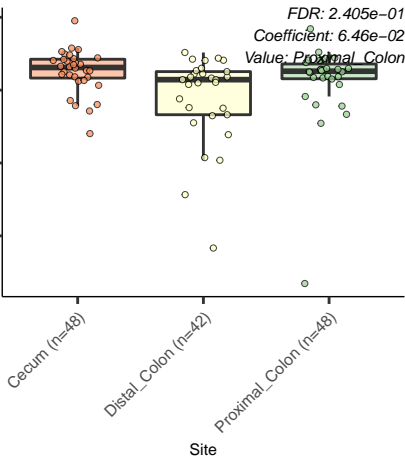 FDR: 2.405e−01
Coefficient: 6.46e−02
Value: Proximal_Colon
Cecum (n=48)
Distal_Colon (n=42)
Proximal_Colon (n=48)
Site